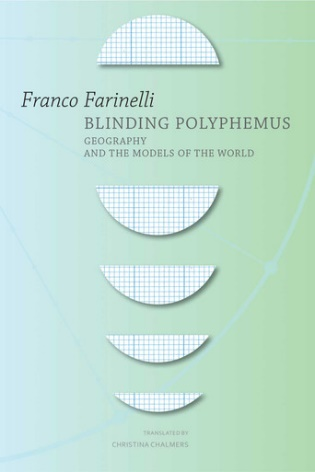 Franco Farinelli
BLINDING POLYPHEMUS
GEOGRAPHY
AND THE MODELS OF THE WORLD
TRANSLATED BY
CHRISTINA CHALMERS